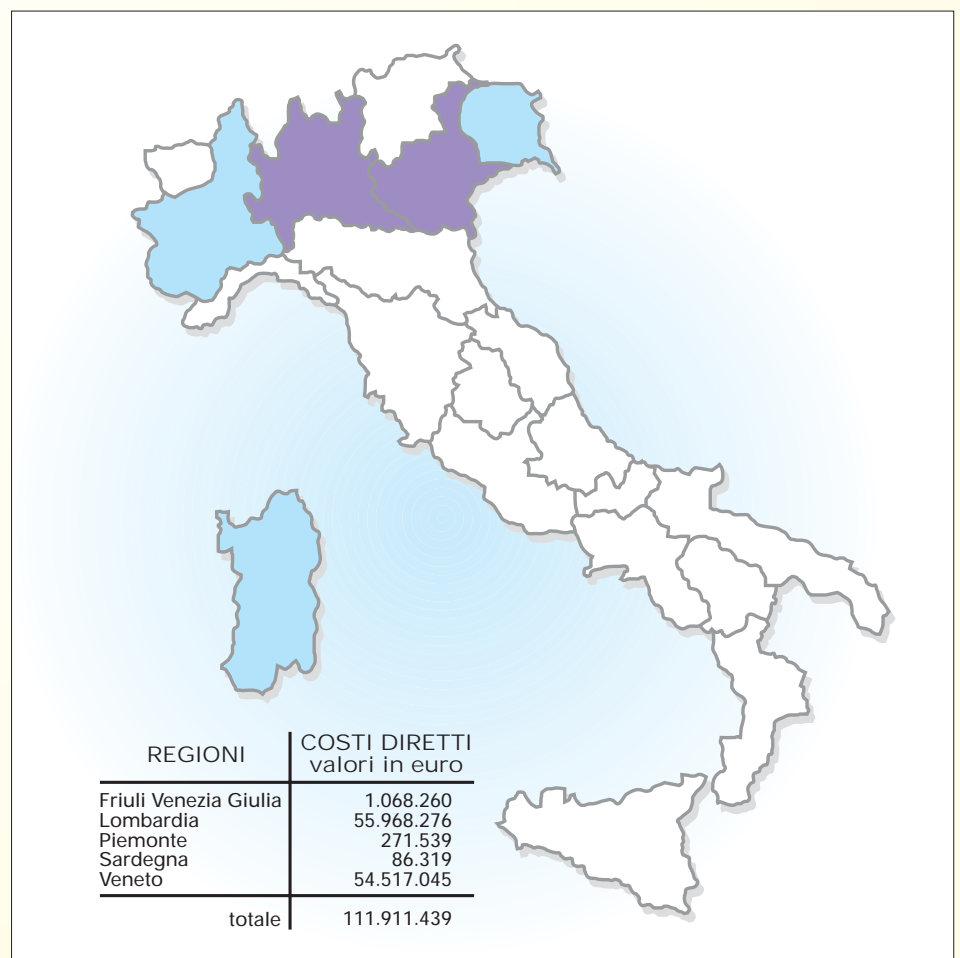 REGIONI
COSTI DIRETTI
valori in euro
Friuli Venezia Giulia 1.068.260
Lombardia 55.968.276
Piemonte 271.539
Sardegna 86.319
Veneto 54.517.045
totale 111.911.439